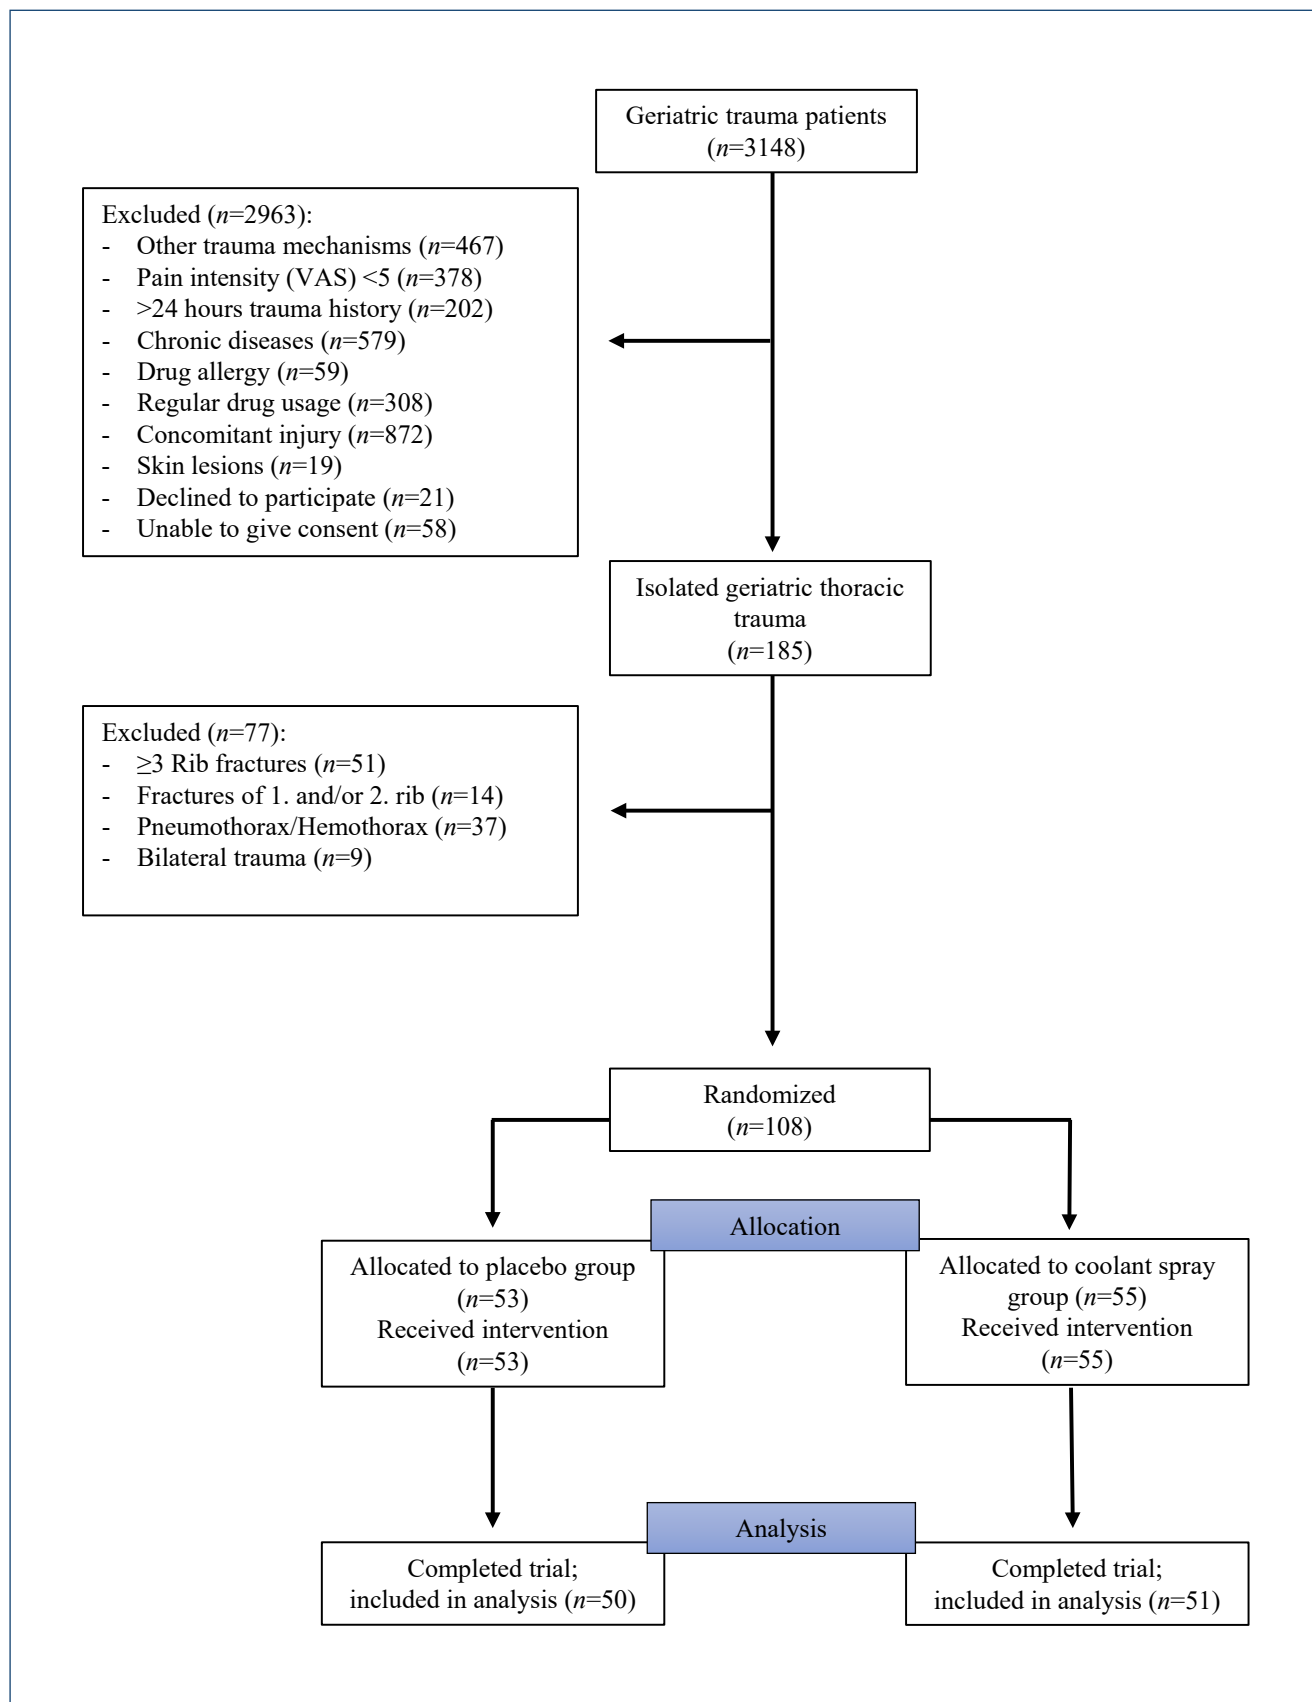 Geriatric trauma patients
(n=3148)
Excluded (n=2963):
- Other trauma mechanisms (n=467)
- Pain intensity (VAS) <5 (n=378)
- >24 hours trauma history (n=202)
- Chronic diseases (n=579)
- Drug allergy (n=59)
- Regular drug usage (n=308)
- Concomitant injury (n=872)
- Skin lesions (n=19)
- Declined to participate (n=21)
- Unable to give consent (n=58)
Isolated geriatric thoracic
trauma
(n=185)
Excluded (n=77):
- ≥3 Rib fractures (n=51)
- Fractures of 1. and/or 2. rib (n=14)
- Pneumothorax/Hemothorax (n=37)
- Bilateral trauma (n=9)
Randomized
(n=108)
Allocation
Allocated to placebo group
(n=53)
Received intervention
(n=53)
Allocated to coolant spray
group (n=55)
Received intervention
(n=55)
Analysis
Completed trial;
included in analysis (n=50)
Completed trial;
included in analysis (n=51)